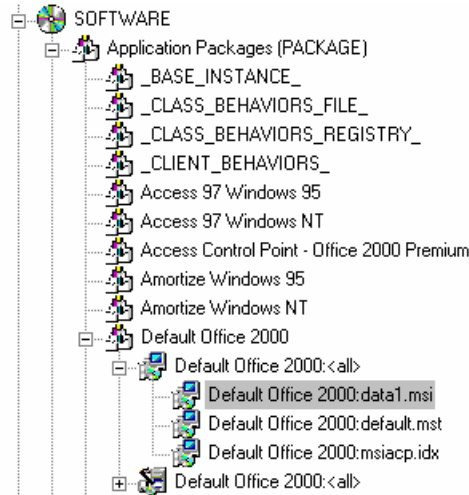 SOFTWARE
Application Packages (PACKAGE)
_BASE_INSTANCE_
_CLASS_BEHAVIORS_FILE_
_CLASS_BEHAVIORS_REGISTRY_
_CLIENT_BEHAVIORS_
Access 97 Windows 95
Access 97 Windows NT
Access Control Point - Office 2000 Premium
Amortize Windows 95
Amortize Windows NT
Default Office 2000
Default Office 2000:<all>
Default Office 2000:data1.msi
Default Office 2000:default.mst
Default Office 2000:msiacp.idx
Default Office 2000:<all>